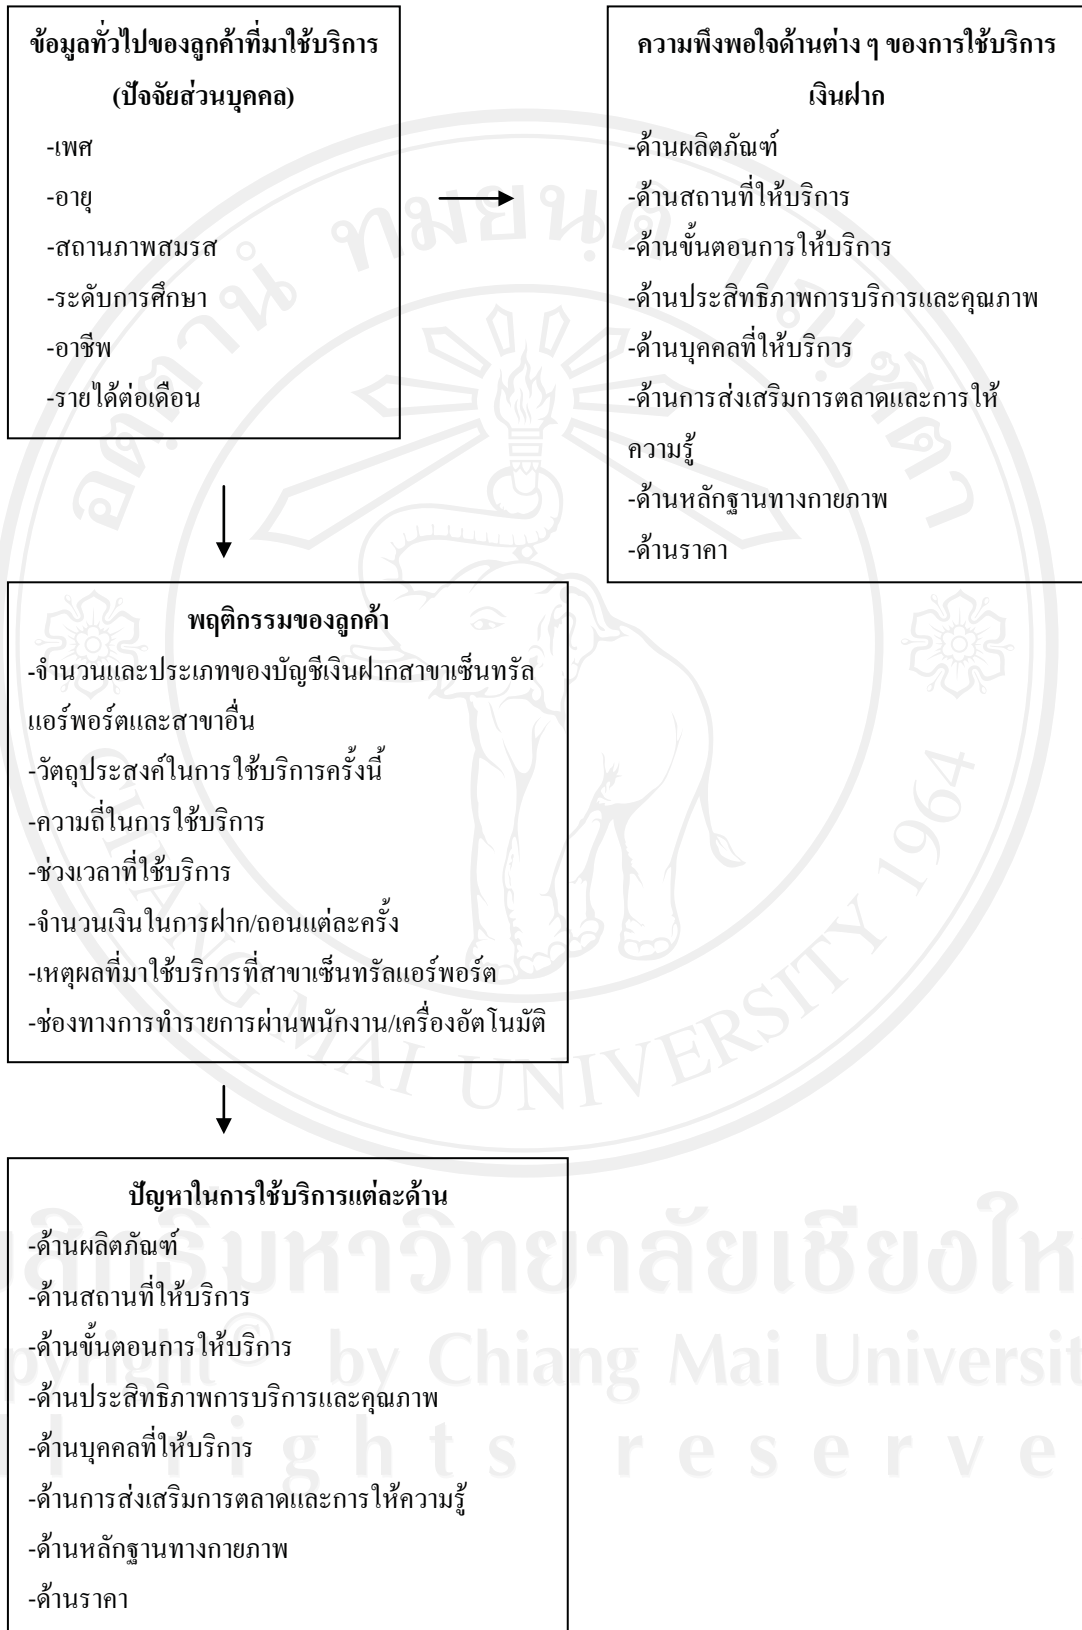 ข้อมูลทั่วไปของลูกค้าที่มาใช้บริการ
(ปัจจัยส่วนบุคคล)
-เพศ
-อายุ
-สถานภาพสมรส
-ระดับการศึกษา
-อาชีพ
-รายได้ต่อเดือน
ความพึงพอใจด้านต่าง ๆ ของการใช้บริการ
เงินฝาก
-ด้านผลิตภัณฑ์
-ด้านสถานที่ให้บริการ
-ด้านขั้นตอนการให้บริการ
-ด้านประสิทธิภาพการบริการและคุณภาพ
-ด้านบุคคลที่ให้บริการ
-ด้านการส่งเสริมการตลาดและการให้
ความรู้
-ด้านหลักฐานทางกายภาพ
-ด้านราคา
พฤติกรรมของลูกค้า
-จำนวนและประเภทของบัญชีเงินฝากสาขาเซ็นทรัล
แอร์พอร์ตและสาขาอื่น
-วัตถุประสงค์ในการใช้บริการครั้งนี้
-ความถี่ในการใช้บริการ
-ช่วงเวลาที่ใช้บริการ
-จำนวนเงินในการฝาก/ถอนแต่ละครั้ง
-เหตุผลที่มาใช้บริการที่สาขาเซ็นทรัลแอร์พอร์ต
-ช่องทางการทำรายการผ่านพนักงาน/เครื่องอัตโนมัติ
ปัญหาในการใช้บริการแต่ละด้าน
-ด้านผลิตภัณฑ์
-ด้านสถานที่ให้บริการ
-ด้านขั้นตอนการให้บริการ
-ด้านประสิทธิภาพการบริการและคุณภาพ
-ด้านบุคคลที่ให้บริการ
-ด้านการส่งเสริมการตลาดและการให้ความรู้
-ด้านหลักฐานทางกายภาพ
-ด้านราคา
อตฺตานํ ทมยนฺติ ปณฺฑิตา
CHIANG MAI UNIVERSITY 1964
by Chiang Mai
rights